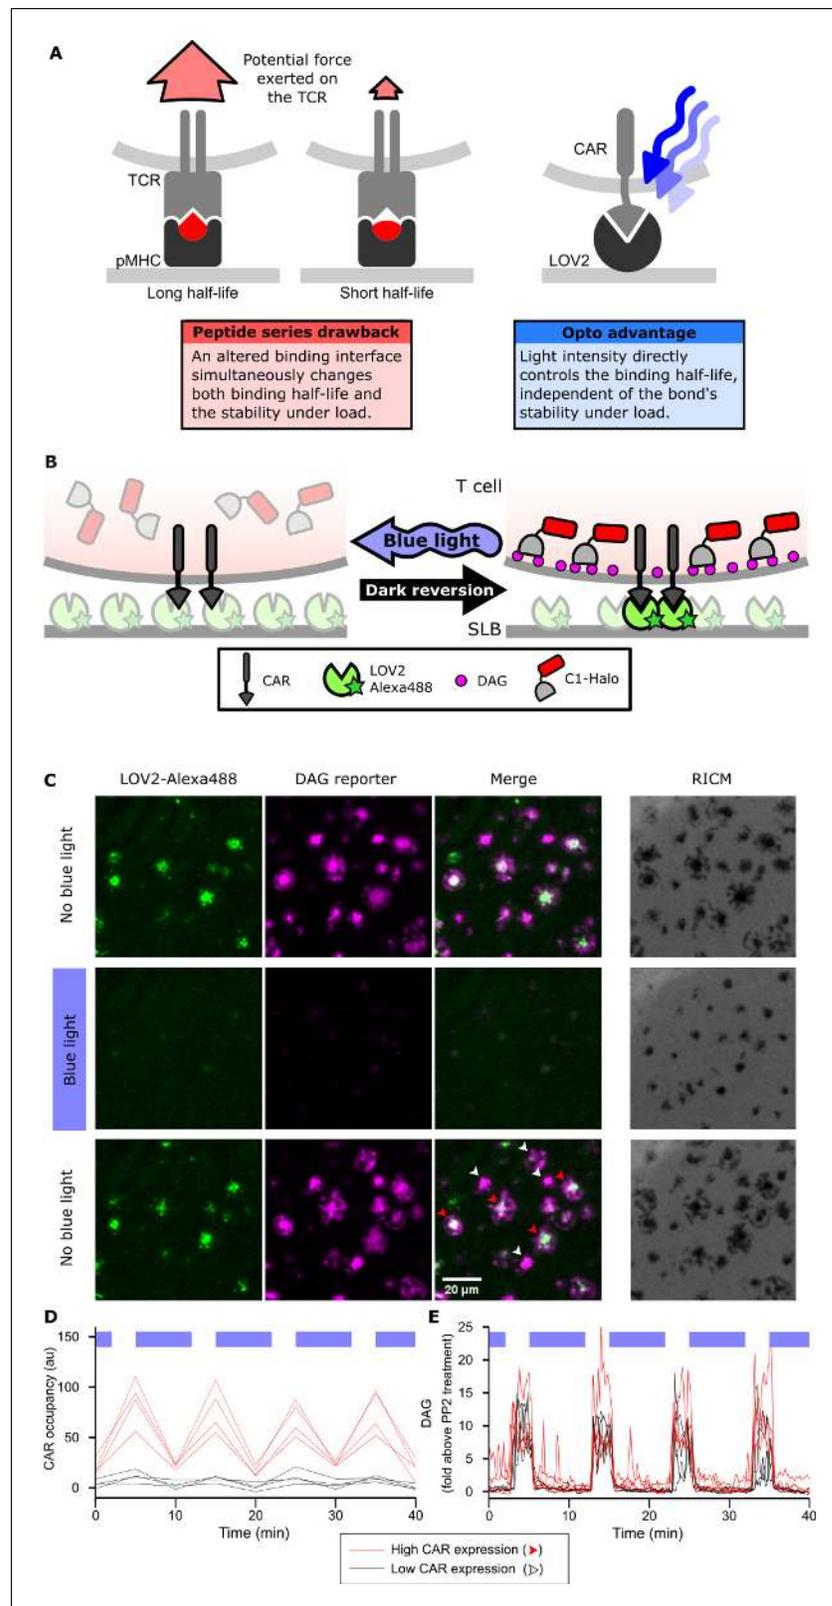 A
Potential force
exerted on
the TCR
CAR
TCR
pMHC
LOV2
Long half-life
Short half-life
Peptide series drawback
An altered binding interface
simultaneously changes
both binding half-life and
the stability under load.
Opto advantage
Light intensity directly
controls the binding half-life,
independent of the bond's
stability under load.
B
T cell
Blue light
Dark reversion
SLB
CAR
LOV2
Alexa488
DAG
C1-Halo
C
LOV2-Alexa488
DAG reporter
Merge
RICM
No blue light
Blue light
No blue light
20 µm
D
150
100
50
0
CAR occupancy (au)
0
10
20
30
40
Time (min)
E
25
20
15
10
5
0
DAG
(fold above PP2 treatment)
0
10
20
30
40
Time (min)
High CAR expression (➤)
Low CAR expression (➤)